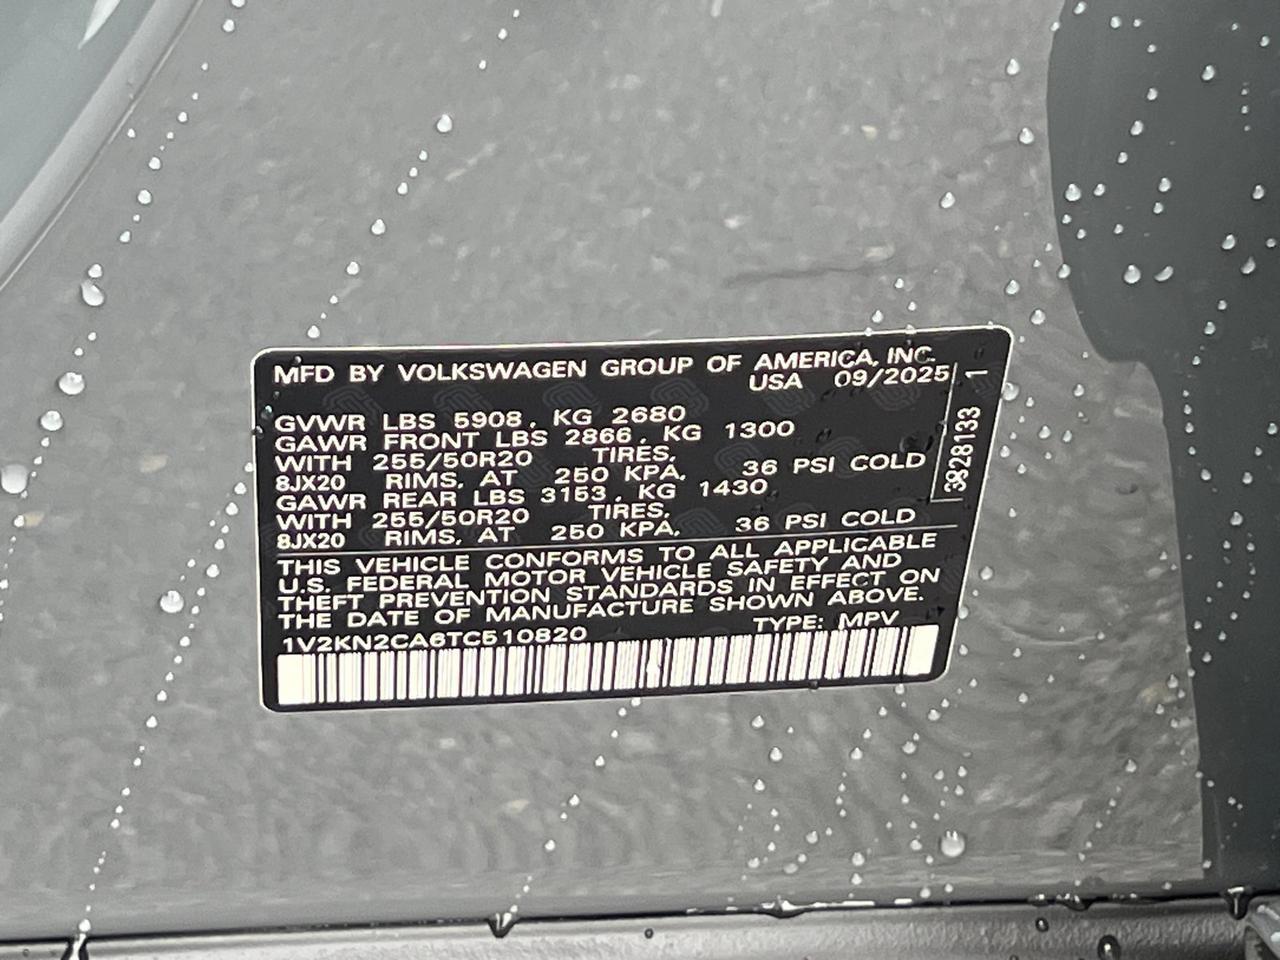 MFD BY VOLKSWAGEN GROUP OF AMERICA, INC.
USA 09/2025
GVWR LBS 5908, KG 2680
GAWR FRONT LBS 2866, KG 1300
WITH 255/50R20 TIRES,
8JX20 RIMS, AT 250 KPA, 36 PSI COLD
GAWR REAR LBS 3153, KG 1430
WITH 255/50R20 TIRES,
8JX20 RIMS, AT 250 KPA, 36 PSI COLD
THIS VEHICLE CONFORMS TO ALL APPLICABLE
U.S. FEDERAL MOTOR VEHICLE SAFETY AND
THEFT PREVENTION STANDARDS IN EFFECT ON
THE DATE OF MANUFACTURE SHOWN ABOVE.
1V2KN2CA6TC510820 TYPE: MPV
1